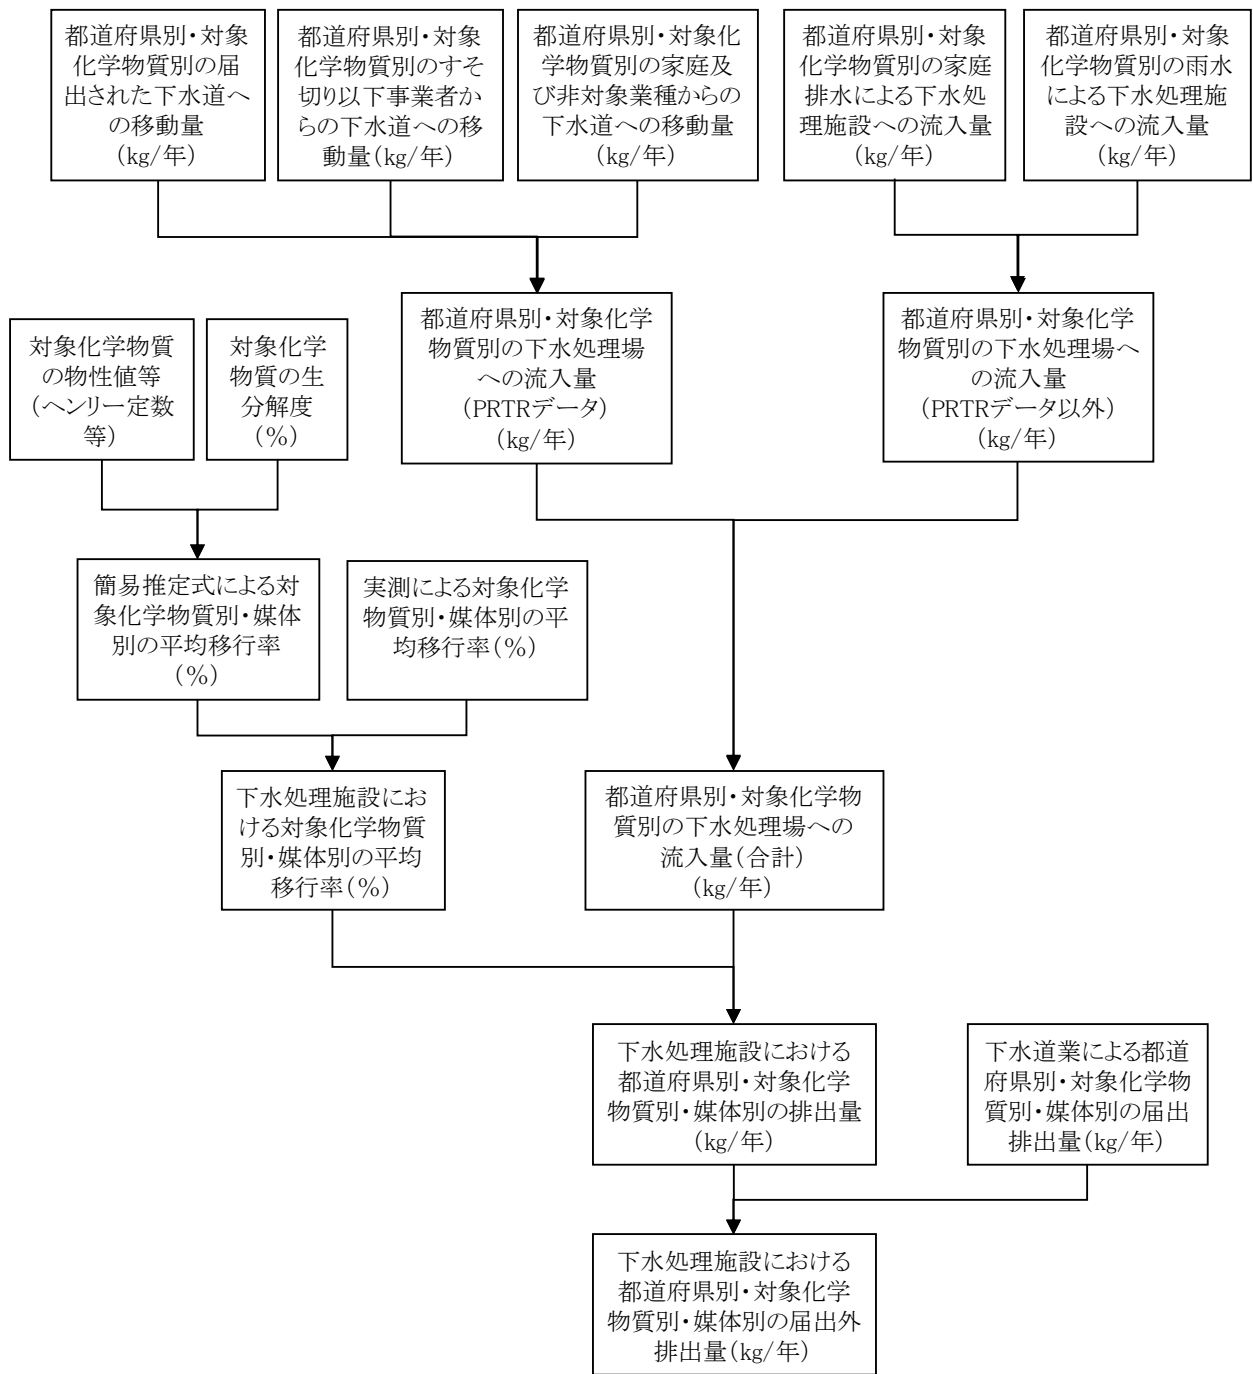 都道府県別・対象
化学物質別の届
出された下水道へ
の移動量
(kg/年)
都道府県別・対象
化学物質別のすそ
切り以下事業者か
らの下水道への移
動量(kg/年)
都道府県別・対象化
学物質別の家庭及
び非対象業種からの
下水道への移動量
(kg/年)
都道府県別・対象
化学物質別の家庭
排水による下水処
理施設への流入量
(kg/年)
都道府県別・対象
化学物質別の雨水
による下水処理施
設への流入量
(kg/年)
対象化学物質
の物性値等
(ヘンリー定数
等)
対象化学
物質の生
分解度
(%)
都道府県別・対象化学
物質別の下水処理場
への流入量
(PRTRデータ)
(kg/年)
都道府県別・対象化学
物質別の下水処理場へ
の流入量
(PRTRデータ以外)
(kg/年)
簡易推定式による対
象化学物質別・媒体
別の平均移行率
(%)
実測による対象化学
物質別・媒体別の平
均移行率(%)
下水処理施設にお
ける対象化学物質
別・媒体別の平均
移行率(%)
都道府県別・対象化学物
質別の下水処理場への
流入量(合計)
(kg/年)
下水処理施設における
都道府県別・対象化学
物質別・媒体別の排出量
(kg/年)
下水道業による都道
府県別・対象化学物
質別・媒体別の届出
排出量(kg/年)
下水処理施設における
都道府県別・対象化学
物質別・媒体別の届出外
排出量(kg/年)